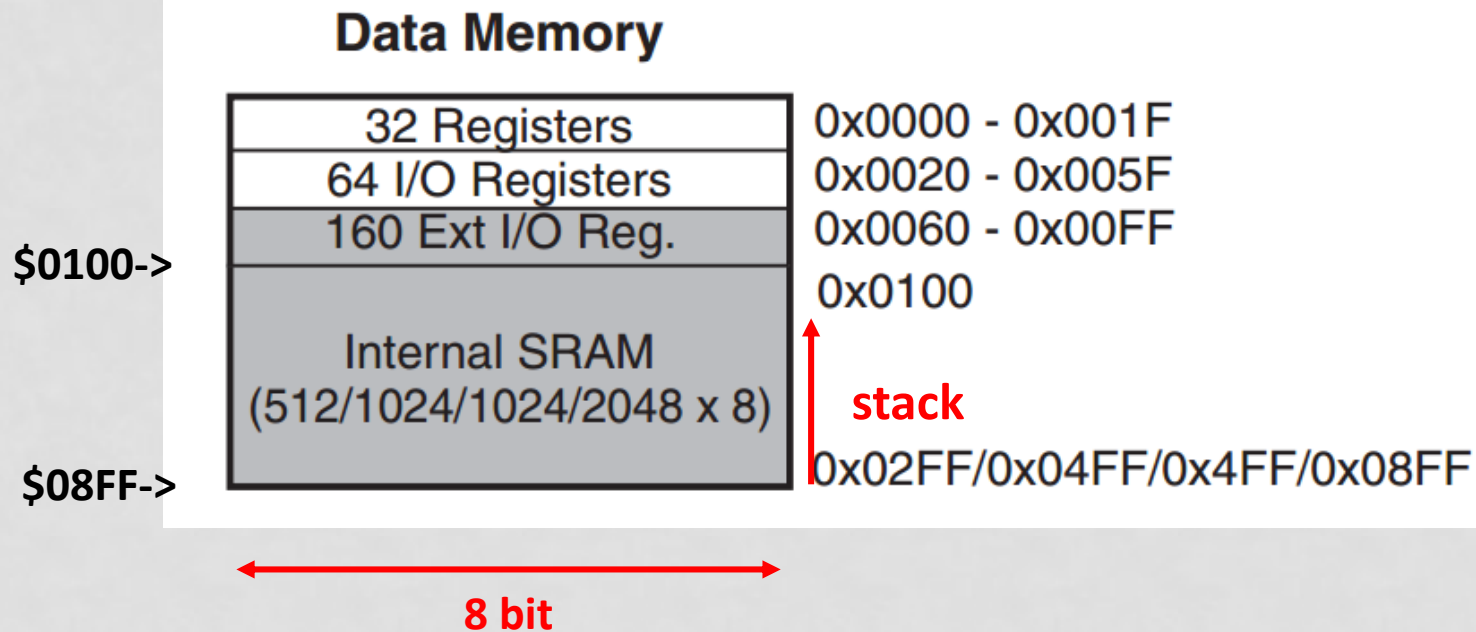 Data Memory
32 Registers
0x0000 - 0x001F
64 I/O Registers
0x0020 - 0x005F
160 Ext I/O Reg.
0x0060 - 0x00FF
$0100->
0x0100
Internal SRAM
(512/1024/1024/2048 x 8)
stack
$08FF->
0x02FF/0x04FF/0x4FF/0x08FF
8 bit